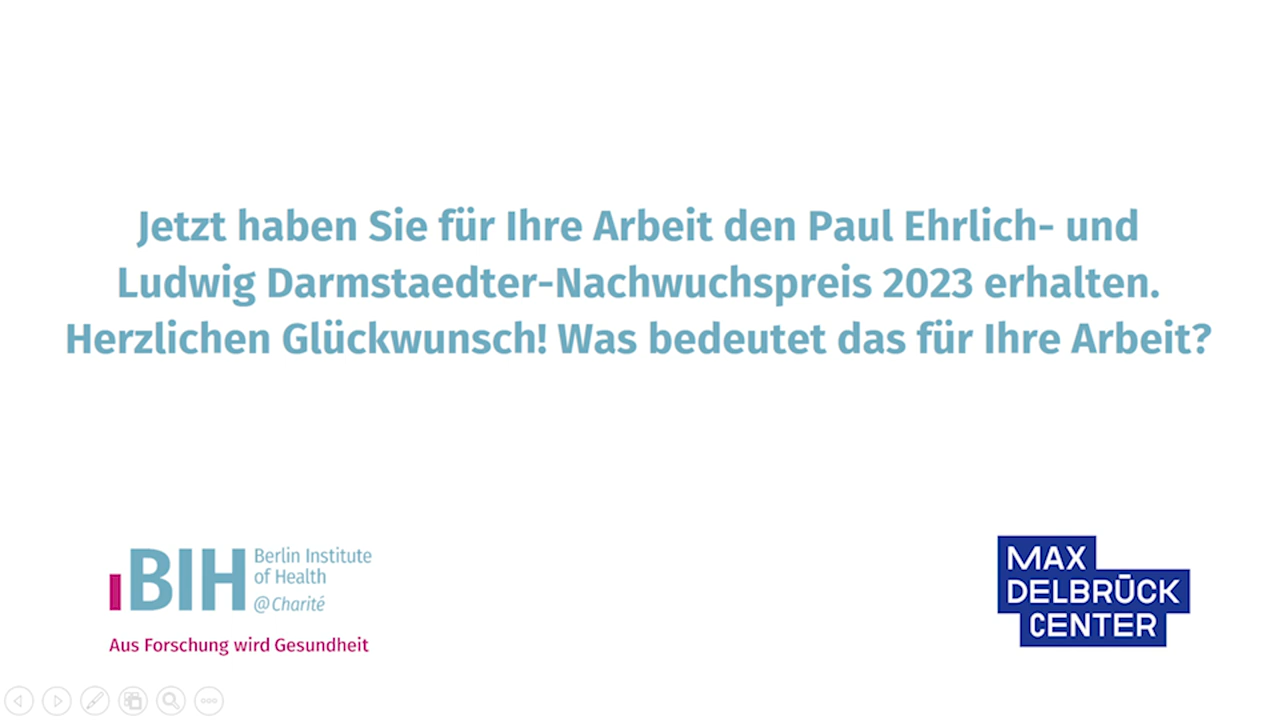 Jetzt haben Sie für Ihre Arbeit den Paul Ehrlich- und
Ludwig Darmstaedter-Nachwuchspreis 2023 erhalten.
Herzlichen Glückwunsch! Was bedeutet das für Ihre Arbeit?
BIH
Berlin Institute
of Health
@Charité
Aus Forschung wird Gesundheit
MAX
DELBRÜCK
CENTER